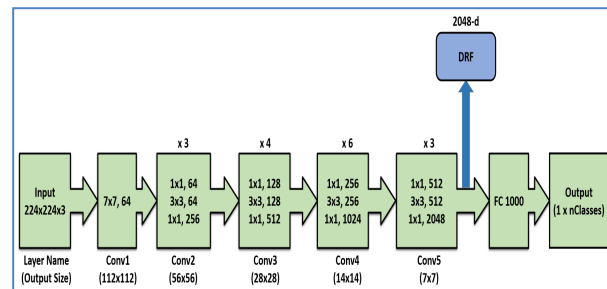 2048-d
DRF
x 3
x 4
x 6
x 3
Input
224x224x3
7x7, 64
1x1, 64
3x3, 64
1x1, 256
1x1, 128
3x3, 128
1x1, 512
1x1, 256
3x3, 256
1x1, 1024
1x1, 512
3x3, 512
1x1, 2048
FC 1000
Output
(1 x nClasses)
Layer Name
(Output Size)
Conv1
(112x112)
Conv2
(56x56)
Conv3
(28x28)
Conv4
(14x14)
Conv5
(7x7)